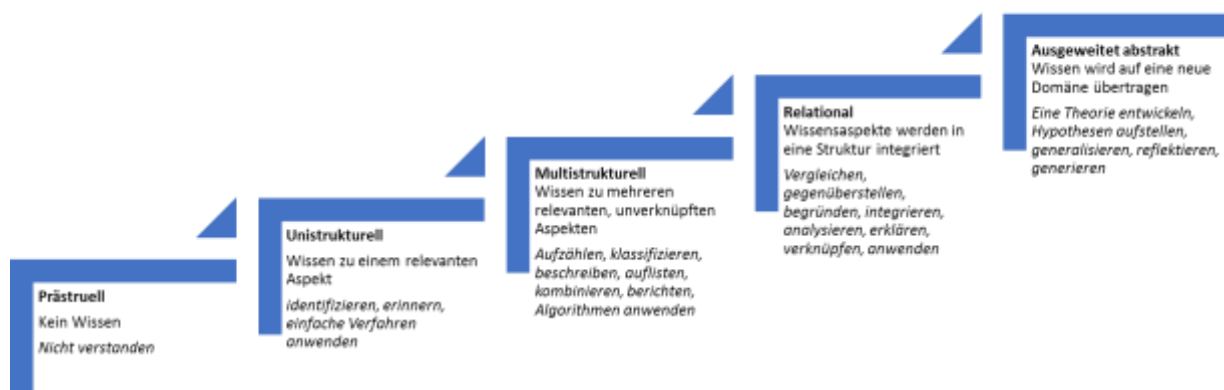 Prästruell
Kein Wissen
Nicht verstanden
Unistrukturell
Wissen zu einem relevanten
Aspekt
identifizieren, erinnern,
einfache Verfahren
anwenden
Multistrukturell
Wissen zu mehreren
relevanten, unverknüpften
Aspekten
Aufzählen, klassifizieren,
beschreiben, auflisten,
kombinieren, berichten,
Algorithmen anwenden
Relational
Wissensaspekte werden in
eine Struktur integriert
Vergleichen,
gegenüberstellen,
begründen, integrieren,
analysieren, erklären,
verknüpfen, anwenden
Ausgeweitet abstrakt
Wissen wird auf eine neue
Domäne übertragen
Eine Theorie entwickeln,
Hypothesen aufstellen,
generalisieren, reflektieren,
generieren